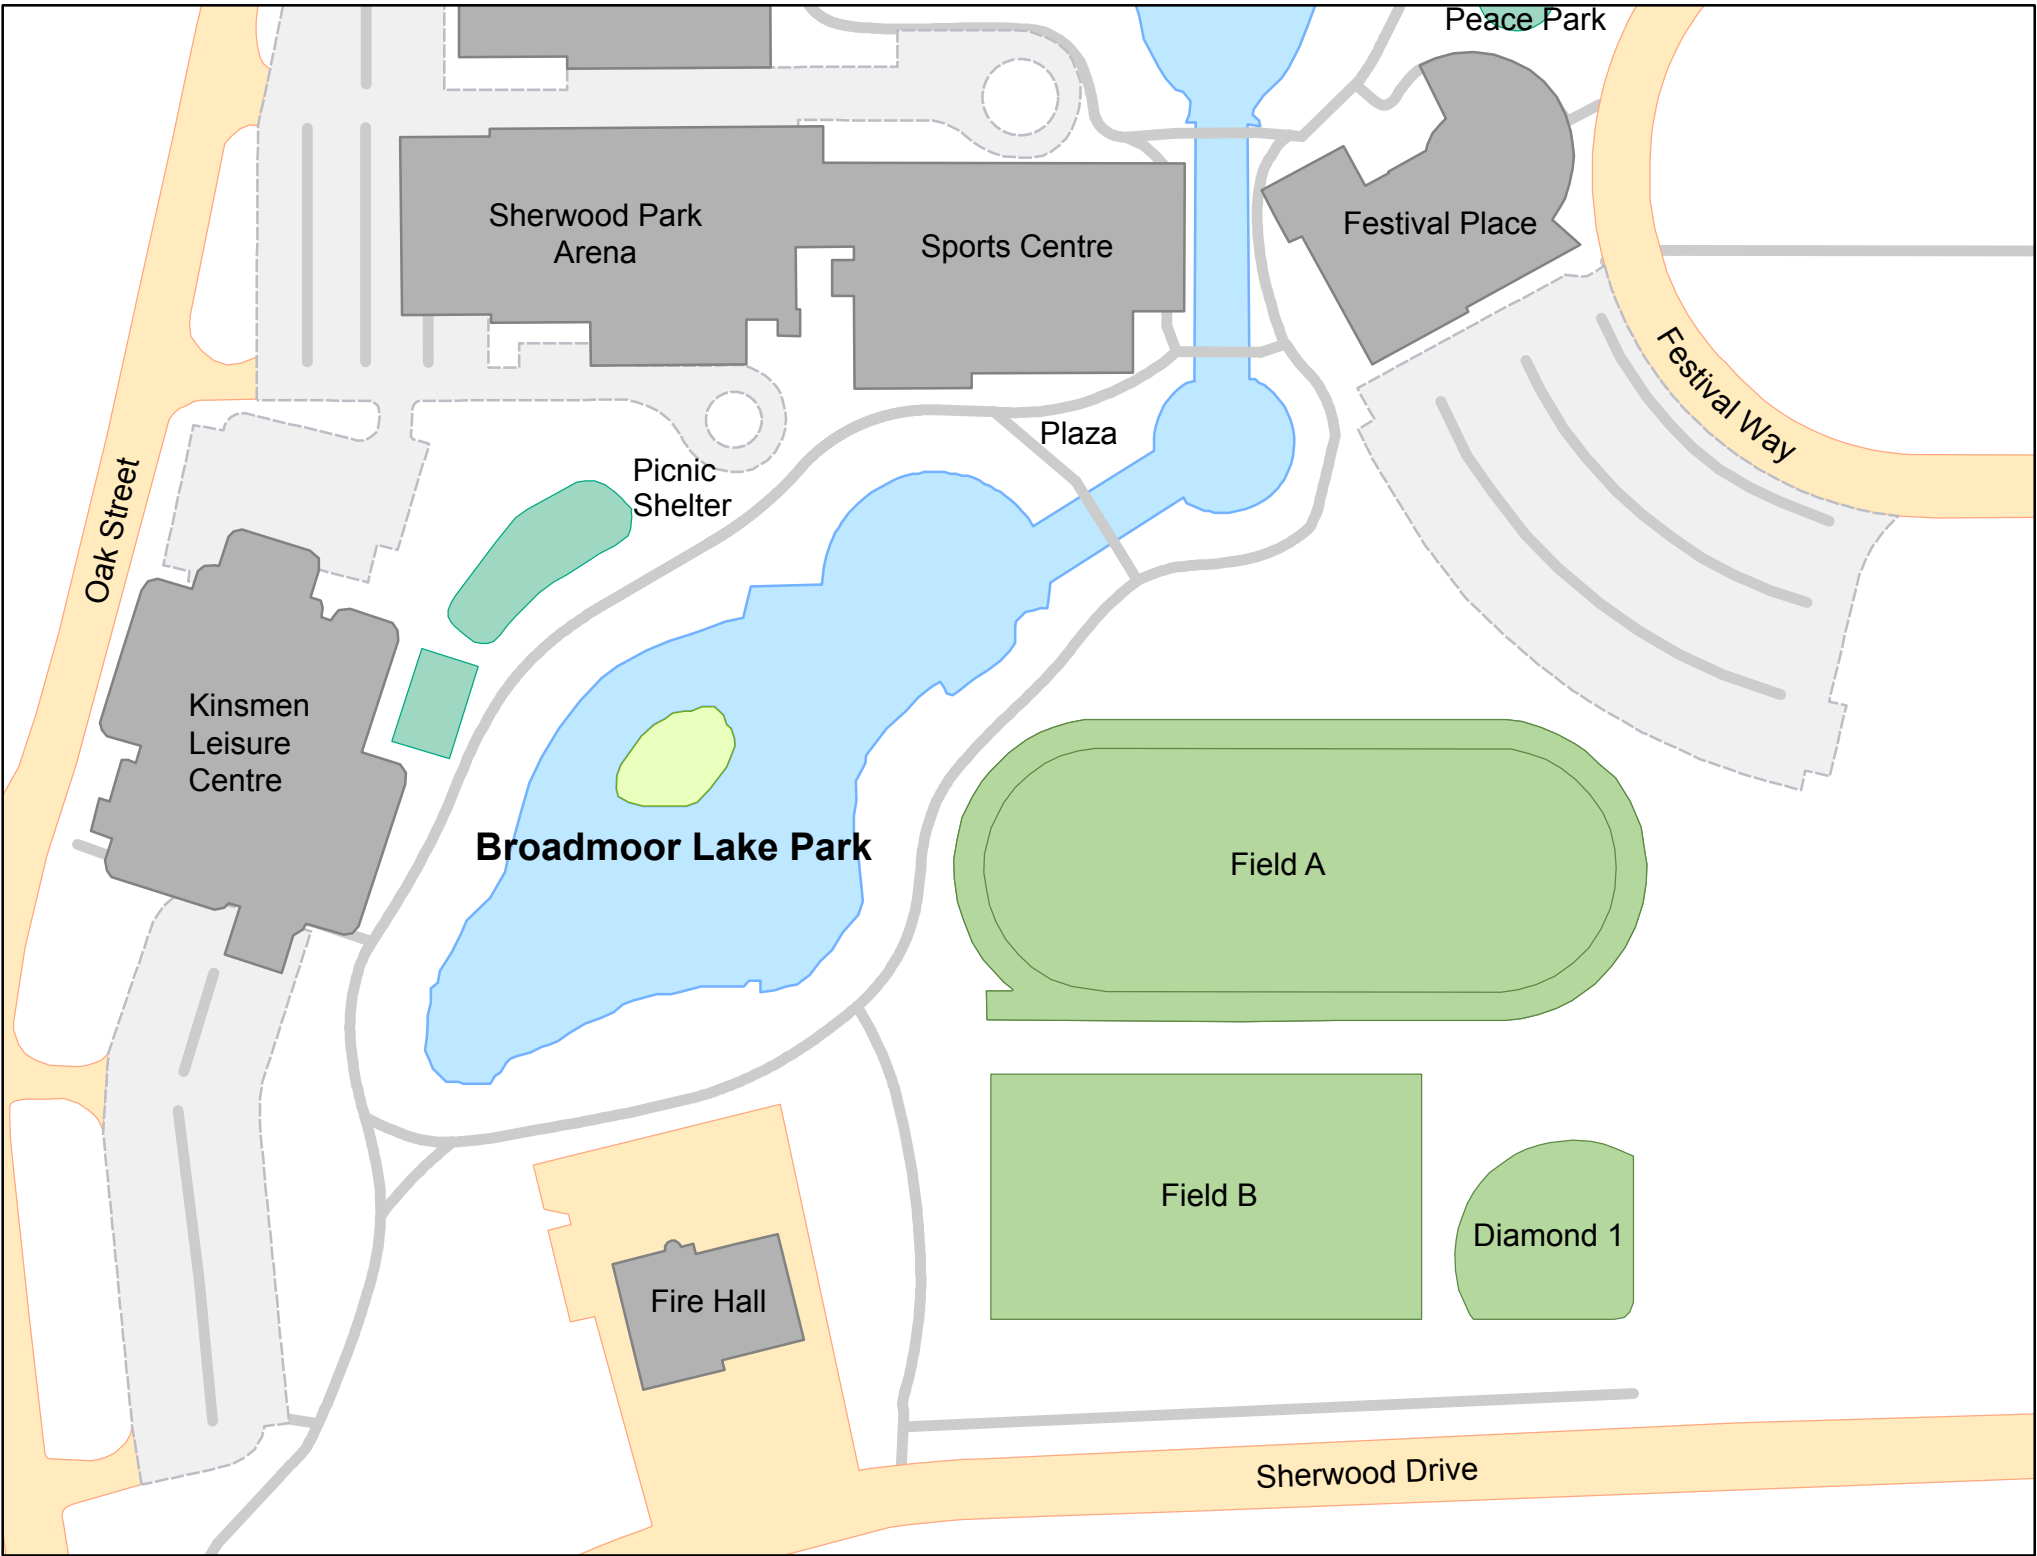 Peace Park
Sherwood Park
Arena
Sports Centre
Festival Place
Festival Way
Plaza
Picnic
Shelter
Oak Street
Kinsmen
Leisure
Centre
Broadmoor Lake Park
Field A
Field B
Diamond 1
Fire Hall
Sherwood Drive